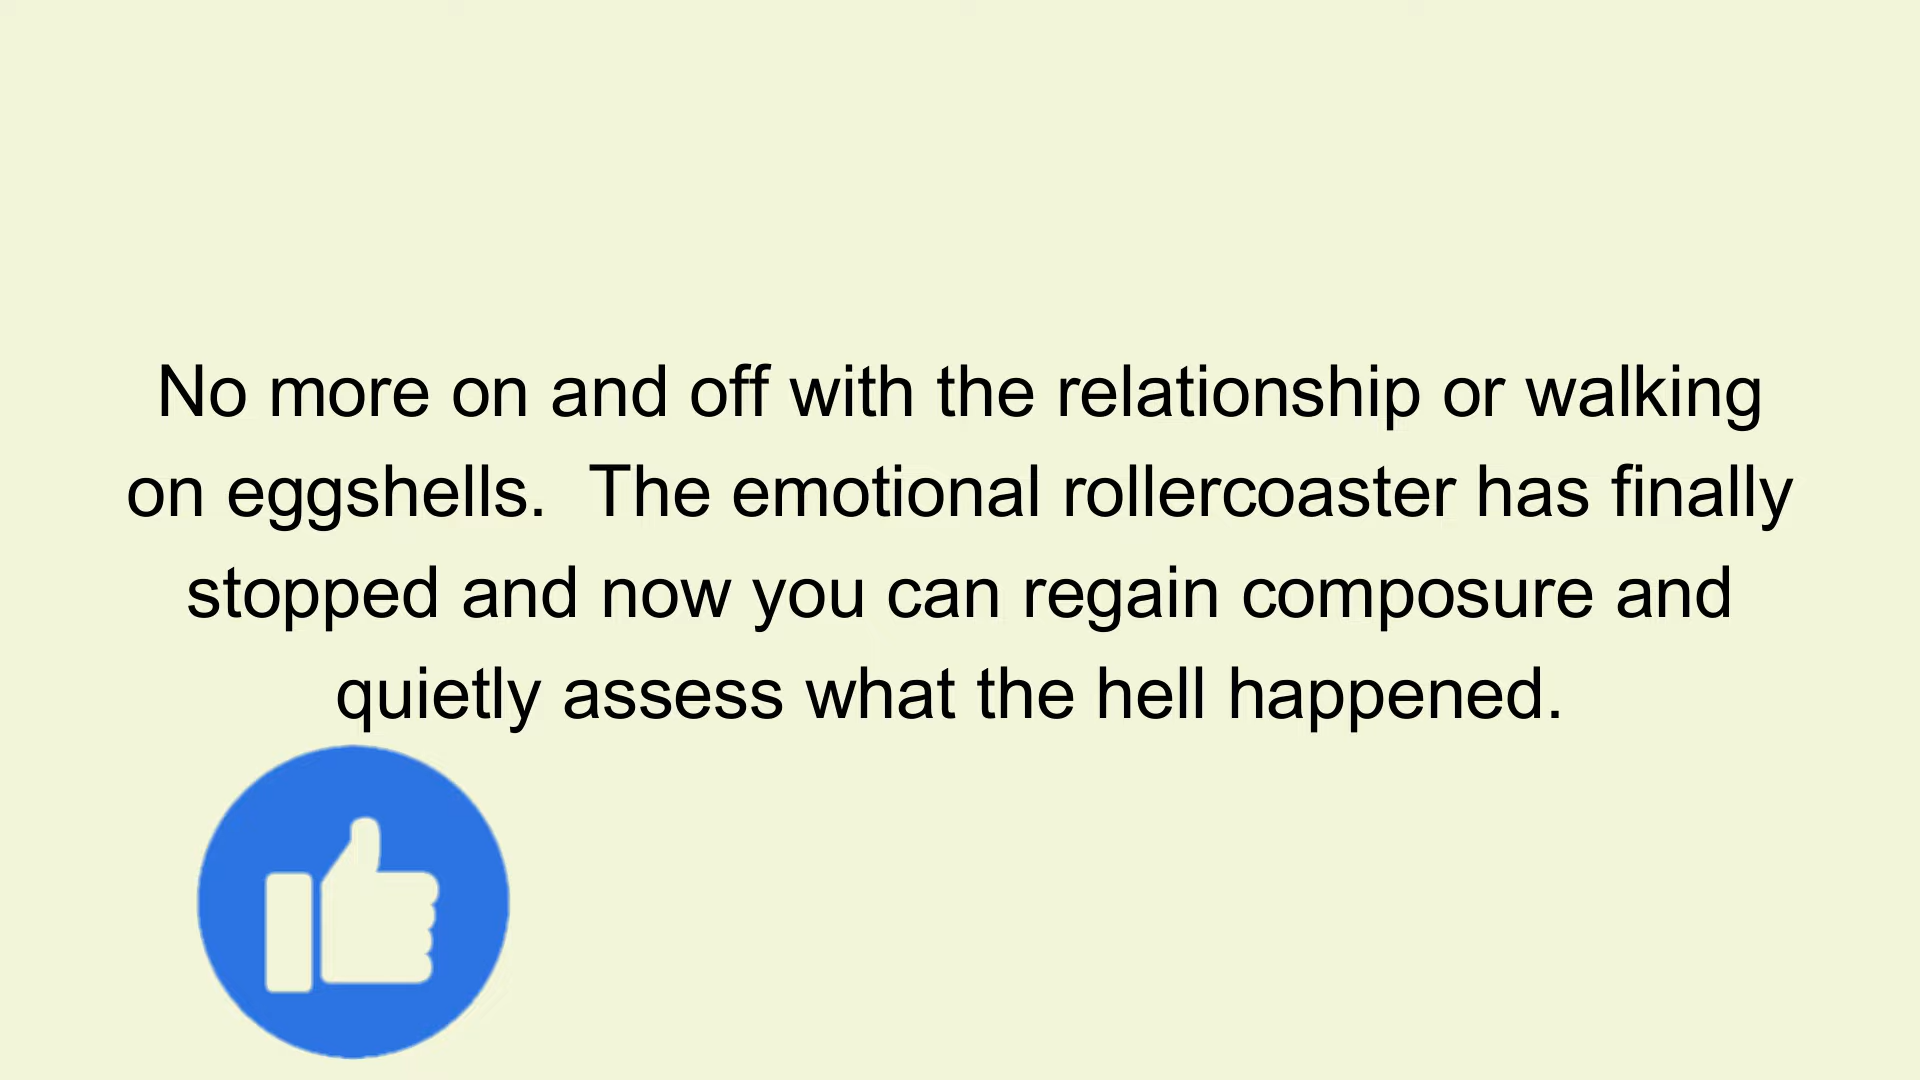 No more on and off with the relationship or walking
on eggshells.  The emotional rollercoaster has finally
stopped and now you can regain composure and
quietly assess what the hell happened.